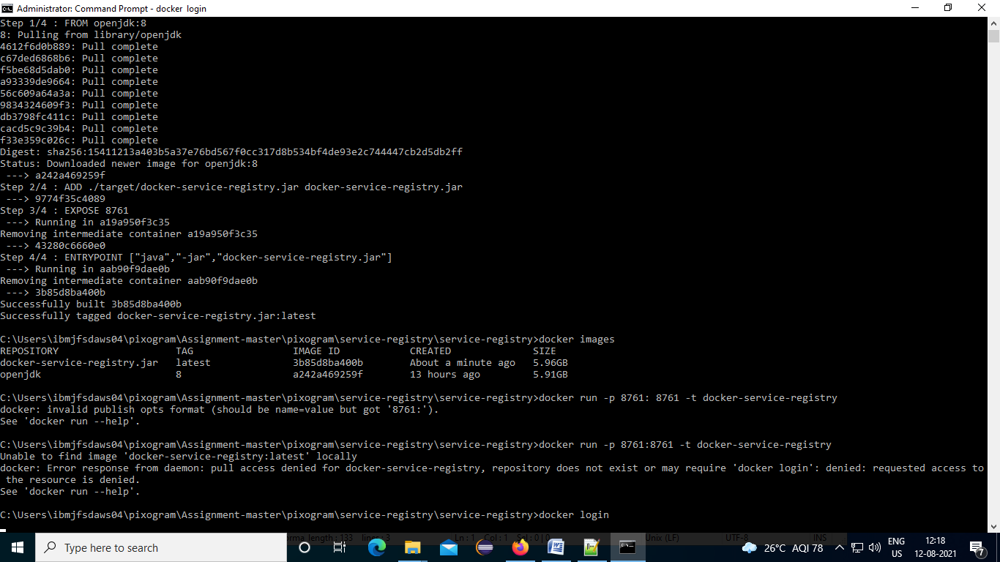 Administrator: Command Prompt - docker login
Step 1/4 : FROM openjdk:8
8: Pulling from library/openjdk
4612f6d0b889: Pull complete
c67ded6868b6: Pull complete
f5be68d5dab0: Pull complete
a93339de9664: Pull complete
56c609a64a3a: Pull complete
9834324609f3: Pull complete
db3798fc411c: Pull complete
cacd5c9c39b4: Pull complete
f33e359c026c: Pull complete
Digest: sha256:15411213a403b5a37e76bd567f0cc317d8b534bf4de93e2c744447cb2d5db2ff
Status: Downloaded newer image for openjdk:8
---> a242a469259f
Step 2/4 : ADD ./target/docker-service-registry.jar docker-service-registry.jar
---> 9774f35c4089
Step 3/4 : EXPOSE 8761
---> Running in a19a950f3c35
Removing intermediate container a19a950f3c35
---> 43280c6660e0
Step 4/4 : ENTRYPOINT ["java","-jar","docker-service-registry.jar"]
---> Running in aab90f9dae0b
Removing intermediate container aab90f9dae0b
---> 3b85d8ba400b
Successfully built 3b85d8ba400b
Successfully tagged docker-service-registry.jar:latest
C:\Users\ibmjfsdaws04\pixogram\Assignment-master\pixogram\service-registry\service-registry>docker images
REPOSITORY TAG IMAGE ID CREATED SIZE
docker-service-registry.jar latest 3b85d8ba400b About a minute ago 5.96GB
openjdk 8 a242a469259f 13 hours ago 5.91GB
C:\Users\ibmjfsdaws04\pixogram\Assignment-master\pixogram\service-registry\service-registry>docker run -p 8761: 8761 -t docker-service-registry
docker: invalid publish opts format (should be name=value but got '8761:').
See 'docker run --help'.
C:\Users\ibmjfsdaws04\pixogram\Assignment-master\pixogram\service-registry\service-registry>docker run -p 8761:8761 -t docker-service-registry
Unable to find image 'docker-service-registry:latest' locally
docker: Error response from daemon: pull access denied for docker-service-registry, repository does not exist or may require 'docker login': denied: requested access to
the resource is denied.
See 'docker run --help'.
C:\Users\ibmjfsdaws04\pixogram\Assignment-master\pixogram\service-registry\service-registry>docker login
length : 133 lines : 3 Ln : 1 Col : 1 Sel : 0 | 0 Unix (LF) UTF-8 INS
Type here to search
26°C AQI 78
ENG
US
12:18
12-08-2021
7